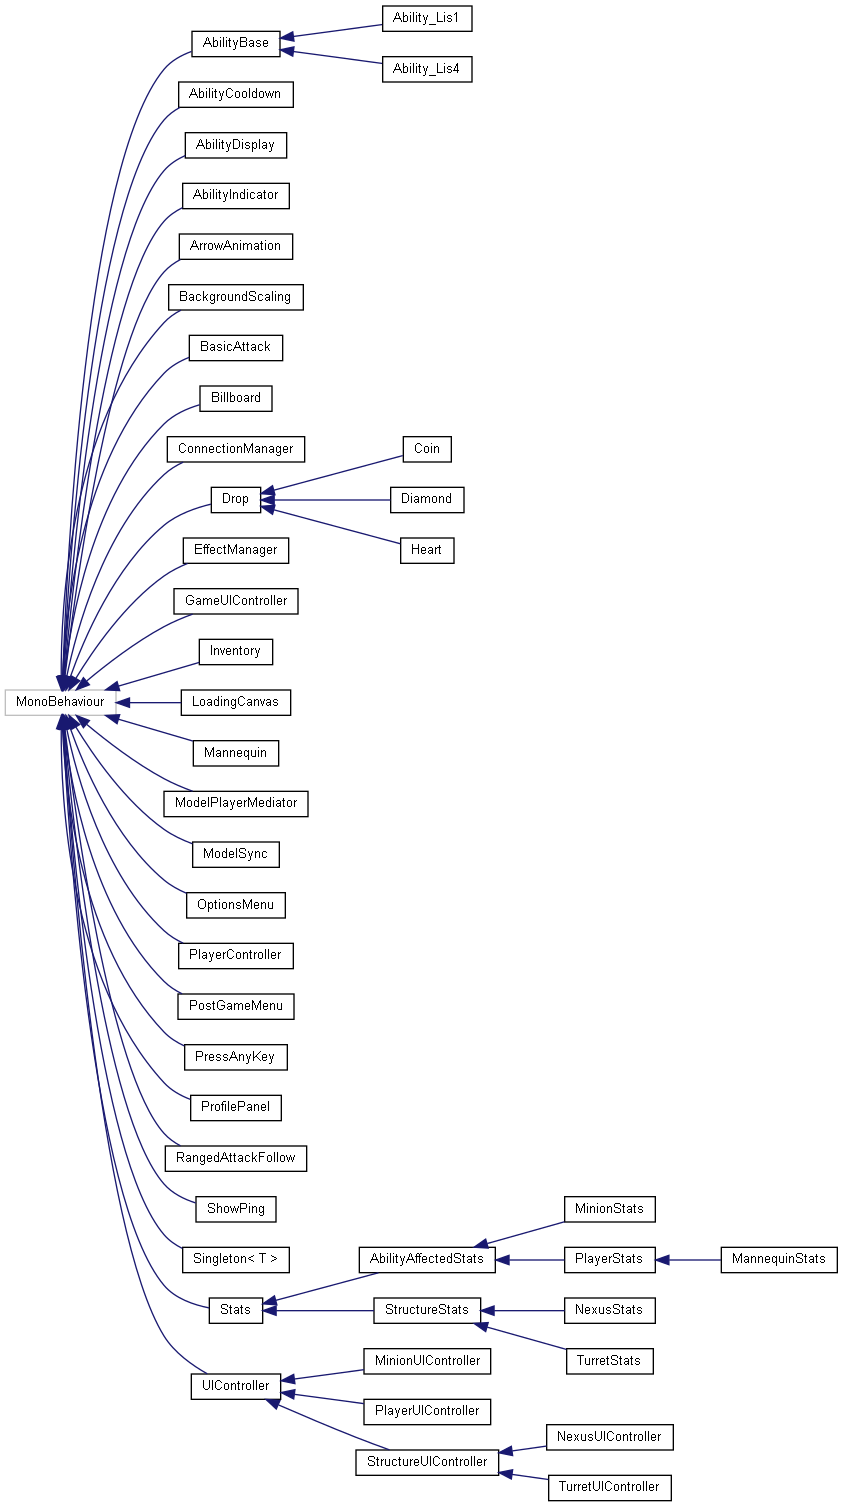 Ability_Lis1
AbilityBase
Ability_Lis4
AbilityCooldown
AbilityDisplay
AbilityIndicator
ArrowAnimation
BackgroundScaling
BasicAttack
Billboard
ConnectionManager
Coin
Drop
Diamond
Heart
EffectManager
GameUIController
Inventory
MonoBehaviour
LoadingCanvas
Mannequin
ModelPlayerMediator
ModelSync
OptionsMenu
PlayerController
PostGameMenu
PressAnyKey
ProfilePanel
RangedAttackFollow
ShowPing
MinionStats
Singleton< T >
AbilityAffectedStats
PlayerStats
MannequinStats
Stats
StructureStats
NexusStats
TurretStats
MinionUIController
UIController
PlayerUIController
NexusUIController
StructureUIController
TurretUIController